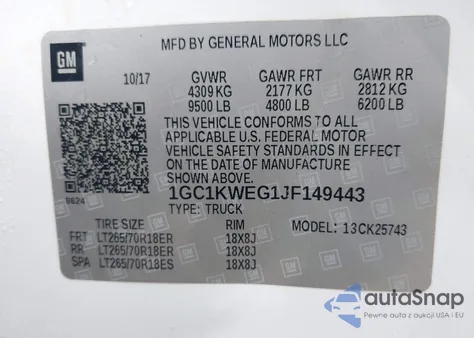 GM
MFD BY GENERAL MOTORS LLC
10/17 GVWR GAWR FRT GAWR RR
4309 KG 2177 KG 2812 KG
9500 LB 4800 LB 6200 LB
THIS VEHICLE CONFORMS TO ALL
APPLICABLE U.S. FEDERAL MOTOR
VEHICLE SAFETY STANDARDS IN EFFECT
ON THE DATE OF MANUFACTURE
SHOWN ABOVE.
1GC1KWEG1JF149443
8624
TYPE: TRUCK
MODEL: 13CK25743
TIRE SIZE RIM
FRT LT265/70R18ER 18X8J
RR LT265/70R18ER 18X8J
SPA LT265/70R18ES 18X8J
autoSnap
Pewne auta z aukcji USA i EU